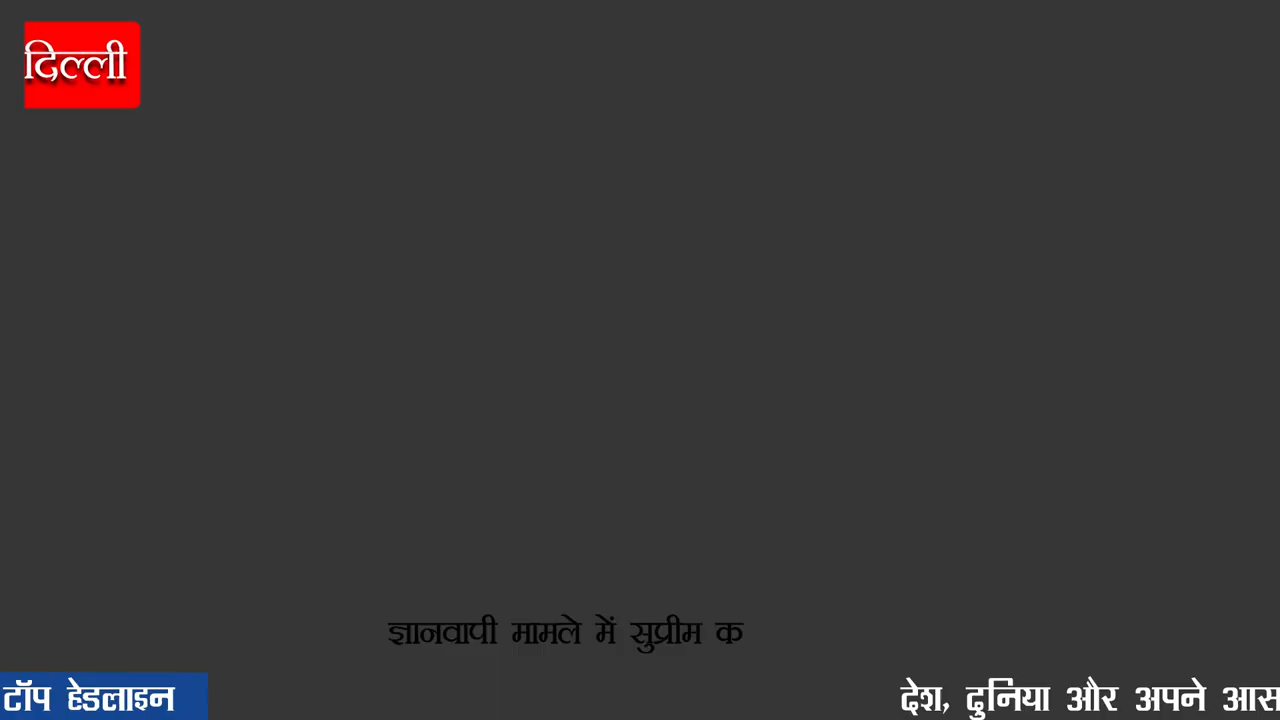 दिल्ली
ज्ञानवापी मामले में सुप्रीम क
टॉप हेडलाइन
देश, दुनिया और अपने आस